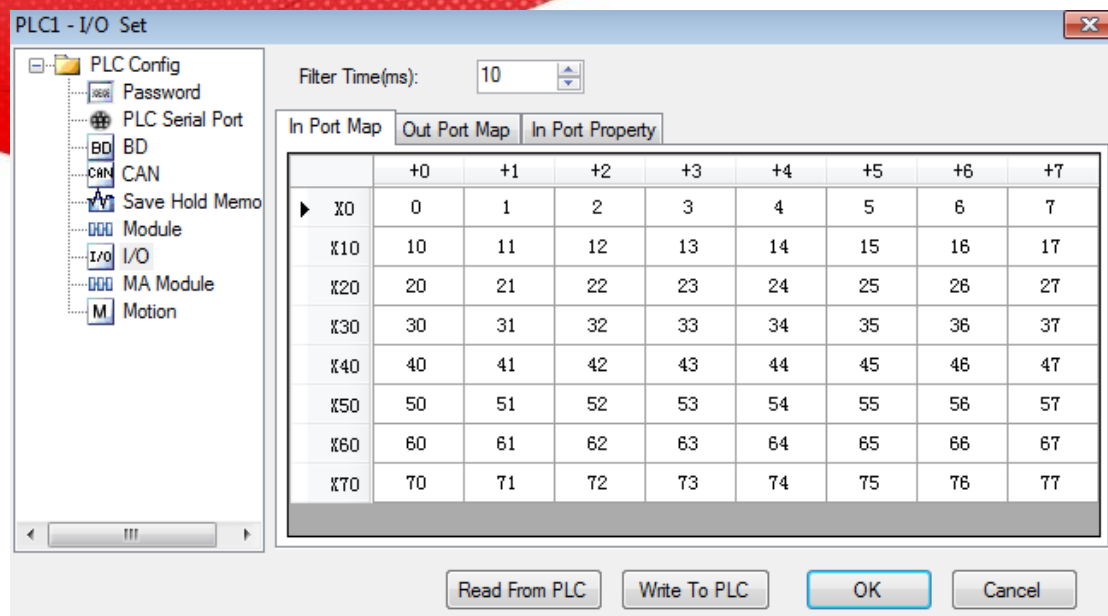 PLC1 - I/O Set
PLC Config
Password
PLC Serial Port
BD BD
CAN CAN
Save Hold Memo
Module
I/O I/O
MA Module
M Motion
Filter Time(ms): 10
In Port Map Out Port Map In Port Property
+0 +1 +2 +3 +4 +5 +6 +7
X0 0 1 2 3 4 5 6 7
X10 10 11 12 13 14 15 16 17
X20 20 21 22 23 24 25 26 27
X30 30 31 32 33 34 35 36 37
X40 40 41 42 43 44 45 46 47
X50 50 51 52 53 54 55 56 57
X60 60 61 62 63 64 65 66 67
X70 70 71 72 73 74 75 76 77
Read From PLC Write To PLC OK Cancel